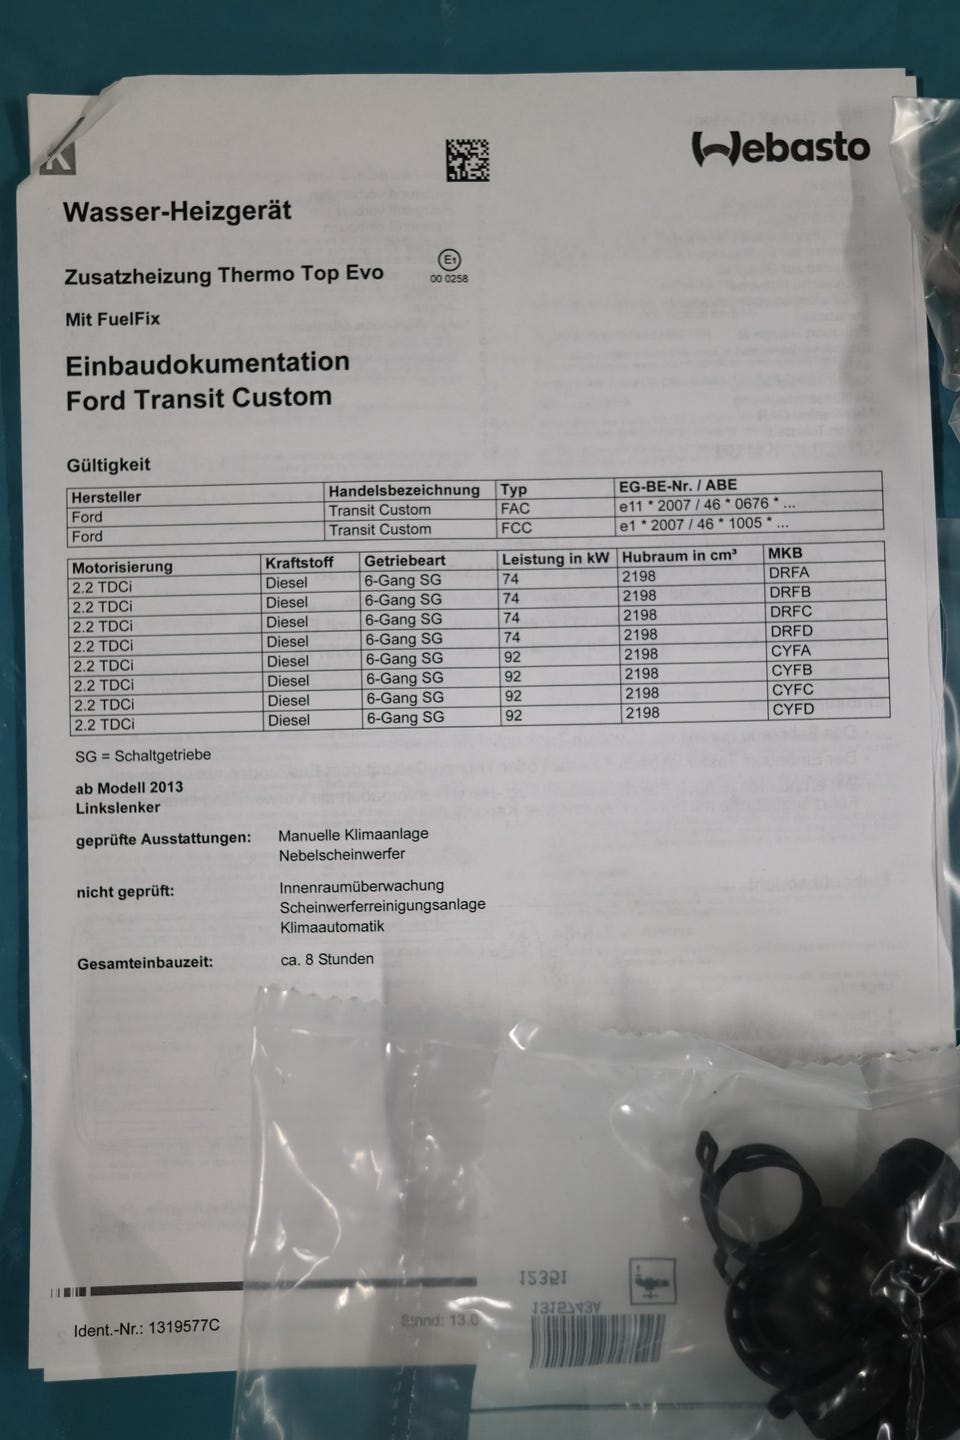 K
Webasto
Wasser-Heizgerät
Zusatzheizung Thermo Top Evo
E1
00 0258
Mit FuelFix
Einbaudokumentation
Ford Transit Custom
Gültigkeit
Hersteller Handelsbezeichnung Typ EG-BE-Nr. / ABE
Ford Transit Custom FAC e11 * 2007 / 46 * 0676 * ...
Ford Transit Custom FCC e1 * 2007 / 46 * 1005 * ...
Motorisierung Kraftstoff Getriebeart Leistung in kW Hubraum in cm³ MKB
2.2 TDCi Diesel 6-Gang SG 74 2198 DRFA
2.2 TDCi Diesel 6-Gang SG 74 2198 DRFB
2.2 TDCi Diesel 6-Gang SG 74 2198 DRFC
2.2 TDCi Diesel 6-Gang SG 74 2198 DRFD
2.2 TDCi Diesel 6-Gang SG 92 2198 CYFA
2.2 TDCi Diesel 6-Gang SG 92 2198 CYFB
2.2 TDCi Diesel 6-Gang SG 92 2198 CYFC
2.2 TDCi Diesel 6-Gang SG 92 2198 CYFD
SG = Schaltgetriebe
ab Modell 2013
Linkslenker
geprüfte Ausstattungen: Manuelle Klimaanlage
Nebelscheinwerfer
nicht geprüft: Innenraumüberwachung
Scheinwerferreinigungsanlage
Klimaautomatik
Gesamteinbauzeit: ca. 8 Stunden
Ident.-Nr.: 1319577C